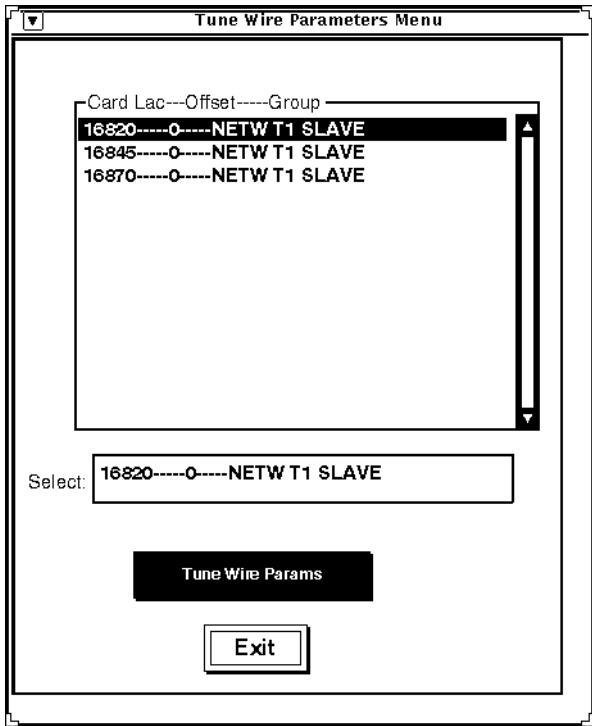 Tune Wire Parameters Menu
Card Lac---Offset-----Group
16820-----0-----NETW T1 SLAVE
16845-----0-----NETW T1 SLAVE
16870-----0-----NETW T1 SLAVE
Select: 16820-----0-----NETW T1 SLAVE
Tune Wire Params
Exit